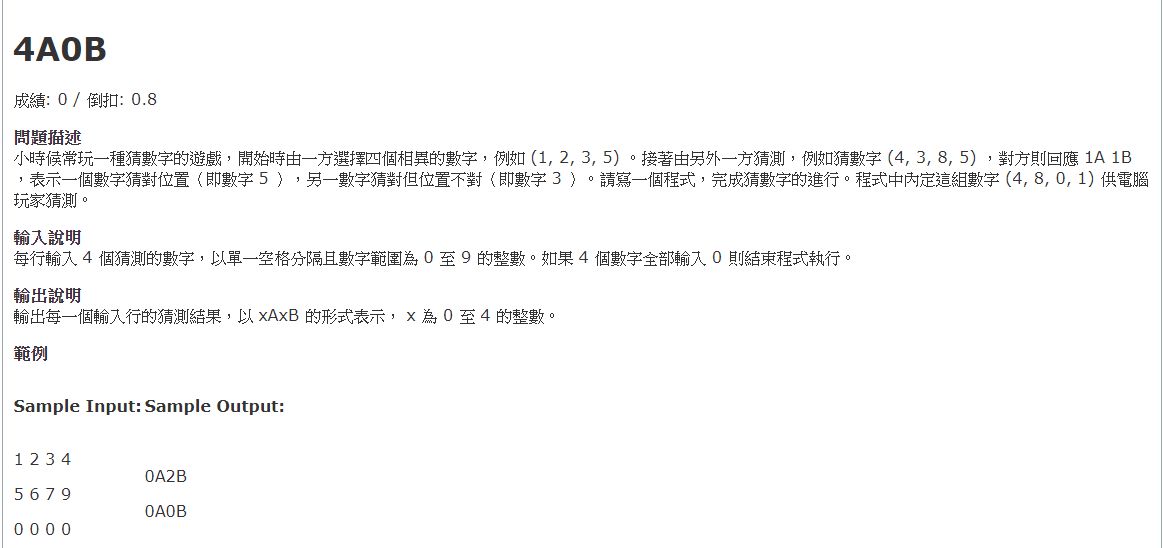 4A0B
成績: 0 / 倒扣: 0.8
問題描述
小時候常玩一種猜數字的遊戲，開始時由一方選擇四個相異的數字，例如 (1, 2, 3, 5) 。接著由另外一方猜測，例如猜數字 (4, 3, 8, 5) ，對方則回應 1A 1B
，表示一個數字猜對位置（即數字 5 ），另一數字猜對但位置不對（即數字 3 ）。請寫一個程式，完成猜數字的進行。程式中內定這組數字 (4, 8, 0, 1) 供電腦
玩家猜測。
輸入說明
每行輸入 4 個猜測的數字，以單一空格分隔且數字範圍為 0 至 9 的整數。如果 4 個數字全部輸入 0 則結束程式執行。
輸出說明
輸出每一個輸入行的猜測結果，以 xAxB 的形式表示， x 為 0 至 4 的整數。
範例
Sample Input: Sample Output:
1 2 3 4
0A2B
5 6 7 9
0A0B
0 0 0 0